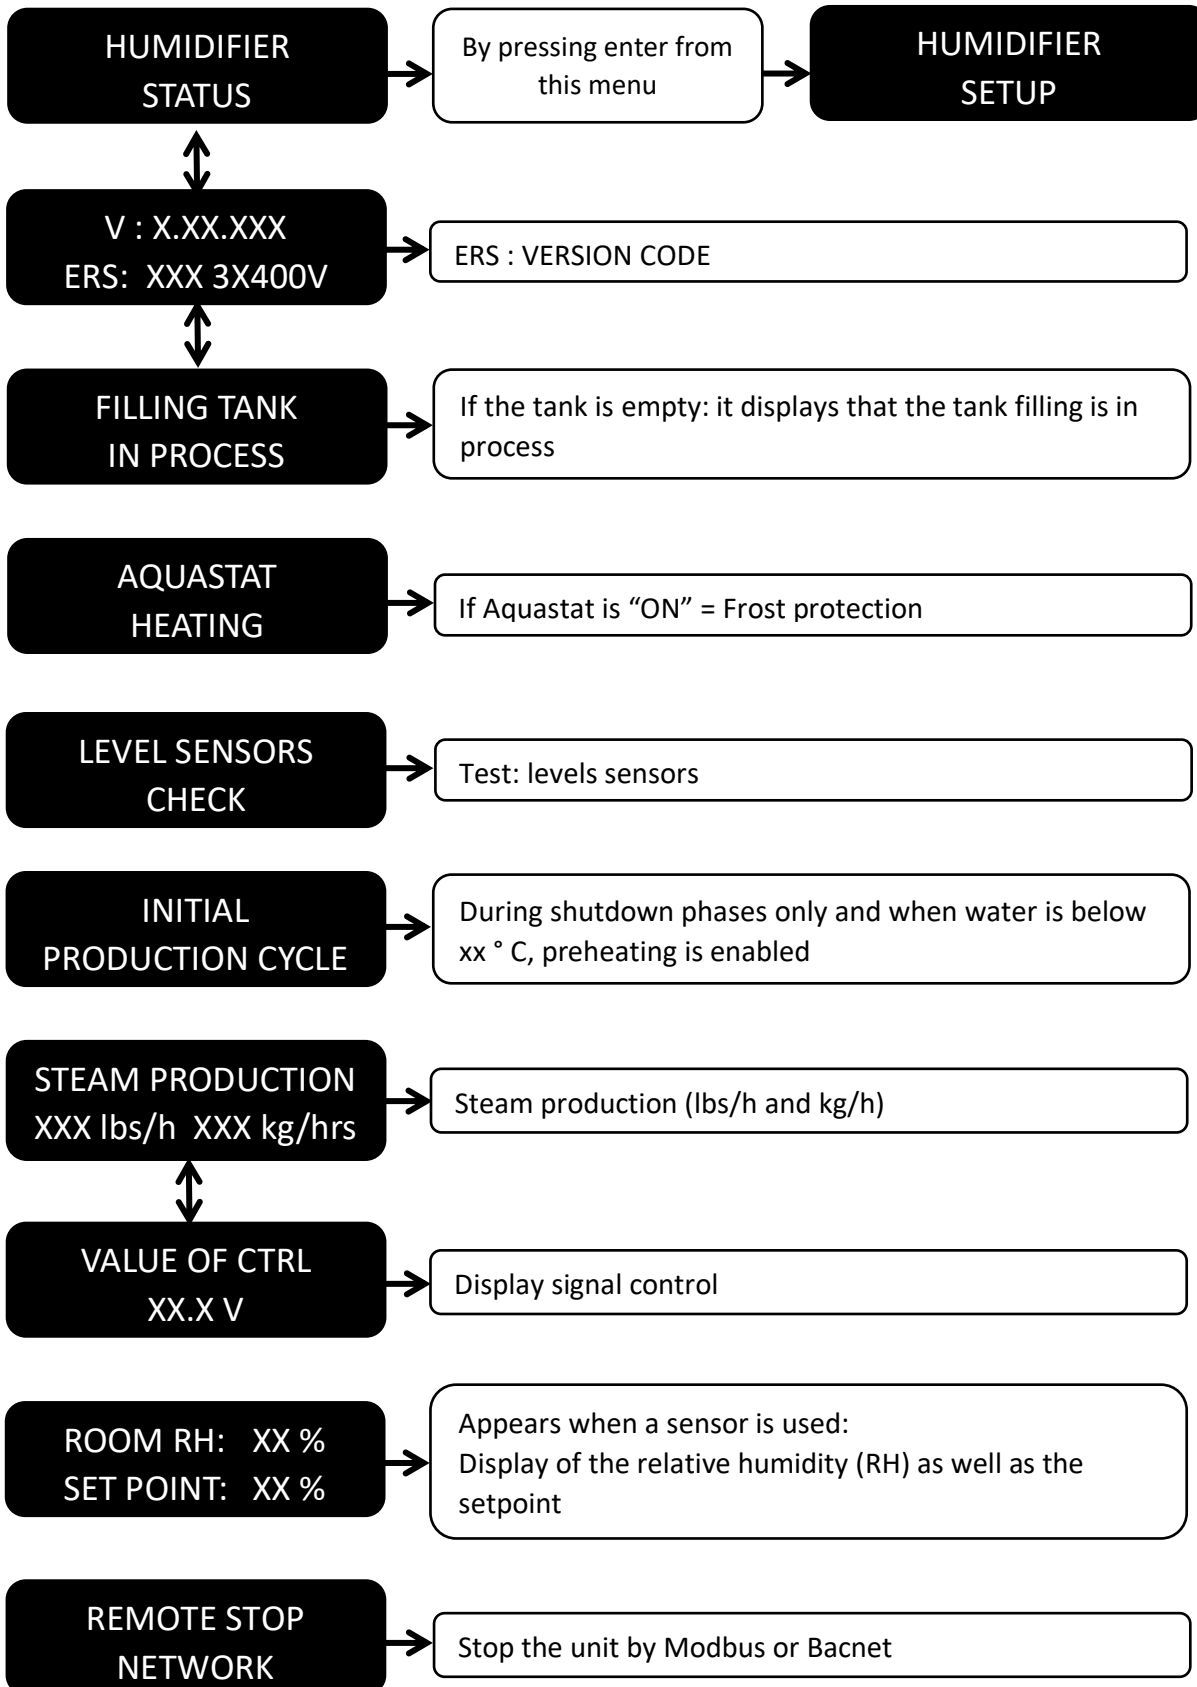 HUMIDIFIER
STATUS
By pressing enter from
this menu
HUMIDIFIER
SETUP
V : X.XX.XXX
ERS:  XXX 3X400V
ERS : VERSION CODE
FILLING TANK
IN PROCESS
If the tank is empty: it displays that the tank filling is in
process
AQUASTAT
HEATING
If Aquastat is “ON” = Frost protection
LEVEL SENSORS
CHECK
Test: levels sensors
INITIAL
PRODUCTION CYCLE
During shutdown phases only and when water is below
xx ° C, preheating is enabled
STEAM PRODUCTION
XXX lbs/h  XXX kg/hrs
Steam production (lbs/h and kg/h)
VALUE OF CTRL
XX.X V
Display signal control
ROOM RH:   XX %
SET POINT:   XX %
Appears when a sensor is used:
Display of the relative humidity (RH) as well as the
setpoint
REMOTE STOP
NETWORK
Stop the unit by Modbus or Bacnet